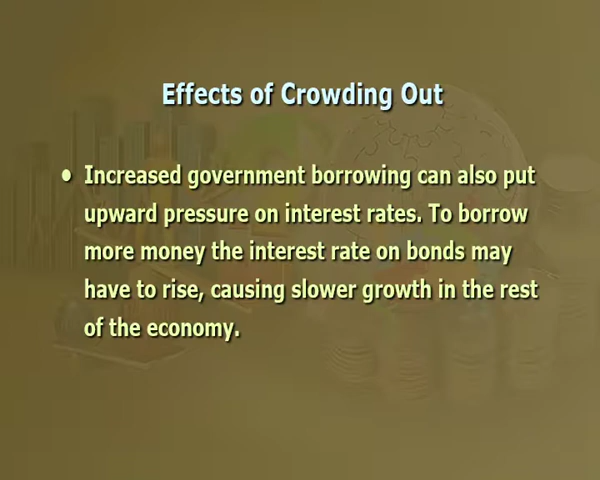 Effects of Crowding Out
• Increased government borrowing can also put
upward pressure on interest rates. To borrow
more money the interest rate on bonds may
have to rise, causing slower growth in the rest
of the economy.